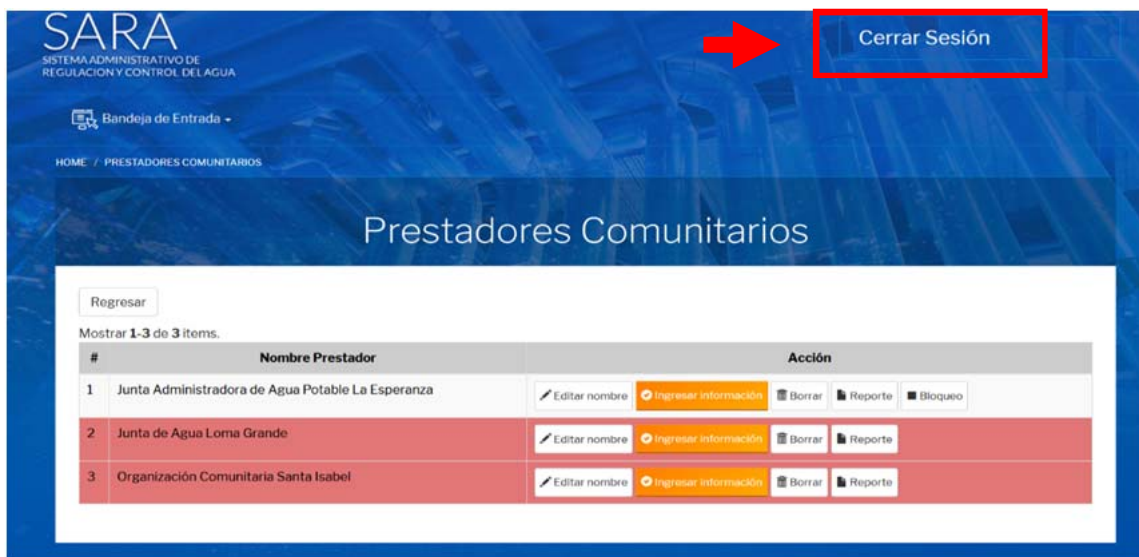 SARA
SISTEMA ADMINISTRATIVO DE
REGULACION Y CONTROL DEL AGUA
Cerrar Sesión
Bandeja de Entrada
HOME / PRESTADORES COMUNITARIOS
Prestadores Comunitarios
Regresar
Mostrar 1-3 de 3 items.
# Nombre Prestador Acción
1 Junta Administradora de Agua Potable La Esperanza Editar nombre Ingresar información Borrar Reporte Bloqueo
2 Junta de Agua Loma Grande Editar nombre Ingresar información Borrar Reporte
3 Organización Comunitaria Santa Isabel Editar nombre Ingresar información Borrar Reporte